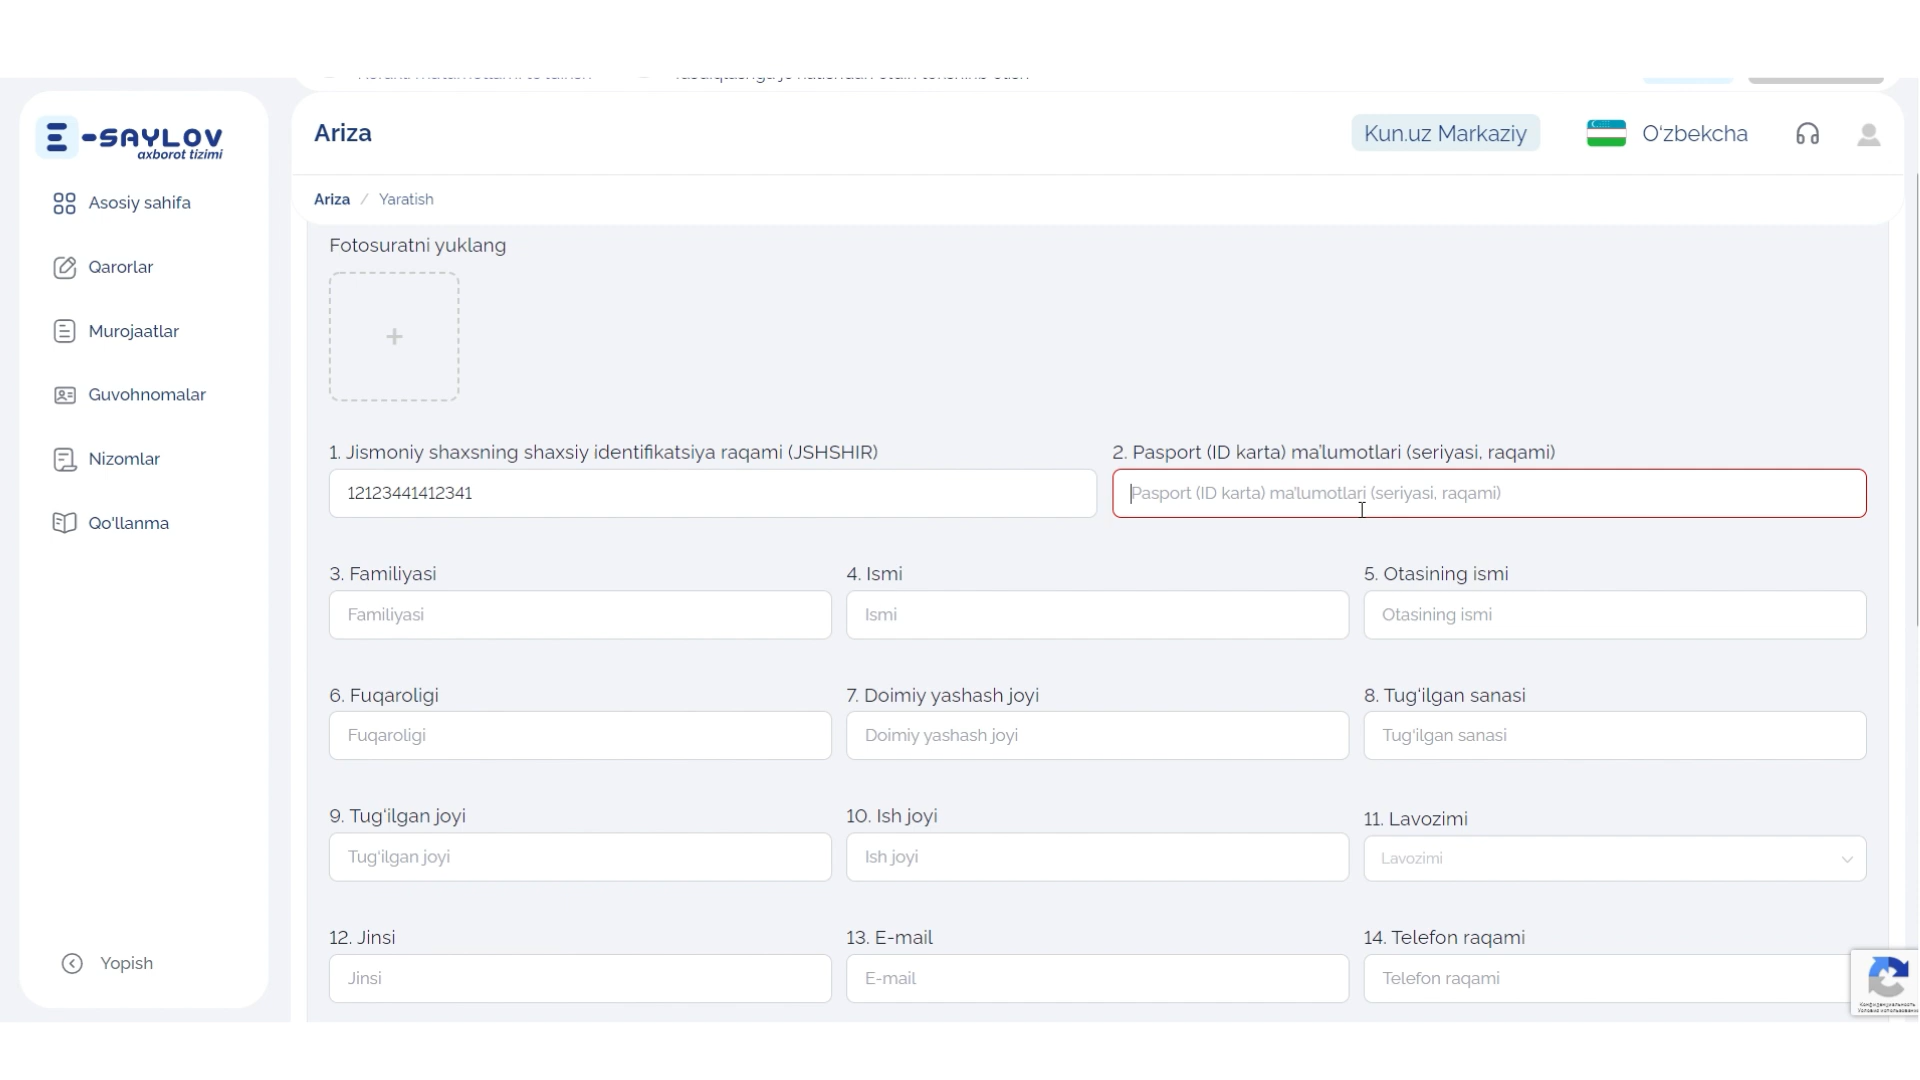 -SAYLOV
axborot tizimi
Asosiy sahifa
Qarorlar
Murojaatlar
Guvohnomalar
Nizomlar
Qo'llanma
Yopish
Ariza
Kun.uz Markaziy
O'zbekcha
Ariza / Yaratish
Fotosuratni yuklang
+
1. Jismoniy shaxsning shaxsiy identifikatsiya raqami (JSHSHIR)
12123441412341
2. Pasport (ID karta) ma'lumotlari (seriyasi, raqami)
Pasport (ID karta) ma'lumotlari (seriyasi, raqami)
3. Familiyasi
Familiyasi
4. Ismi
Ismi
5. Otasining ismi
Otasining ismi
6. Fuqaroligi
Fuqaroligi
7. Doimiy yashash joyi
Doimiy yashash joyi
8. Tug'ilgan sanasi
Tug'ilgan sanasi
9. Tug'ilgan joyi
Tug'ilgan joyi
10. Ish joyi
Ish joyi
11. Lavozimi
Lavozimi
12. Jinsi
Jinsi
13. E-mail
E-mail
14. Telefon raqami
Telefon raqami